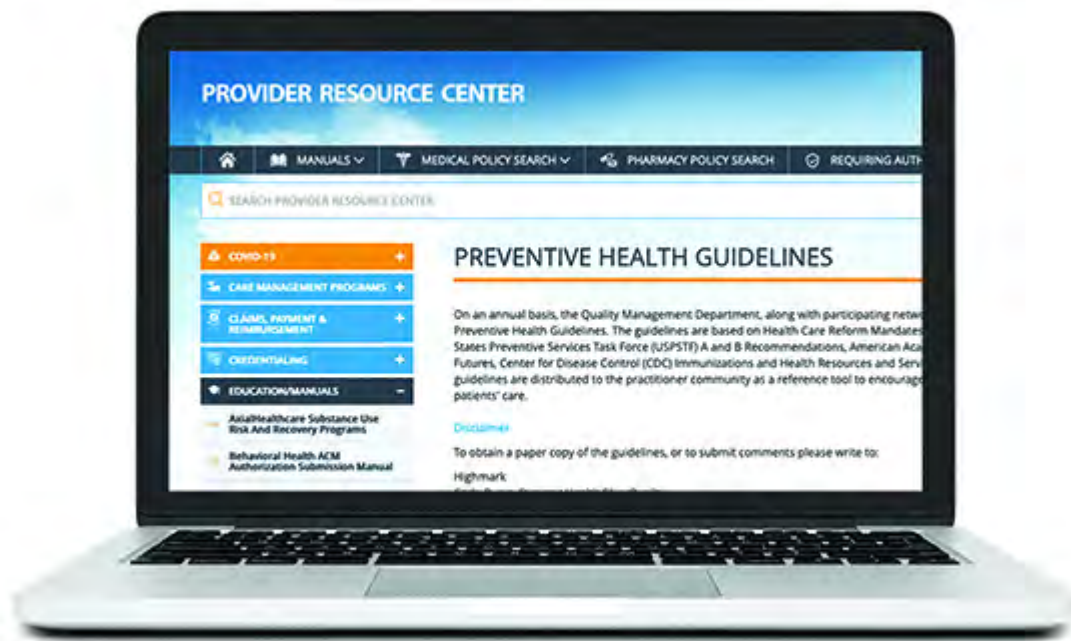 PROVIDER RESOURCE CENTER
MANUALS
MEDICAL POLICY SEARCH
PHARMACY POLICY SEARCH
REQUIRING AUTH
SEARCH PROVIDER RESOURCE CENTER
COVID-19 +
CARE MANAGEMENT PROGRAMS +
CLAIMS, PAYMENT & +
REIMBURSEMENT
CREDENTIALING +
EDUCATION/MANUALS −
AxialHealthcare Substance Use
Risk And Recovery Programs
Behavioral Health ACM
Authorization Submission Manual
PREVENTIVE HEALTH GUIDELINES
On an annual basis, the Quality Management Department, along with participating netwo
Preventive Health Guidelines. The guidelines are based on Health Care Reform Mandates
States Preventive Services Task Force (USPSTF) A and B Recommendations, American Aca
Futures, Center for Disease Control (CDC) Immunizations and Health Resources and Servi
guidelines are distributed to the practitioner community as a reference tool to encourage
patients' care.
Disclaimer
To obtain a paper copy of the guidelines, or to submit comments please write to:
Highmark